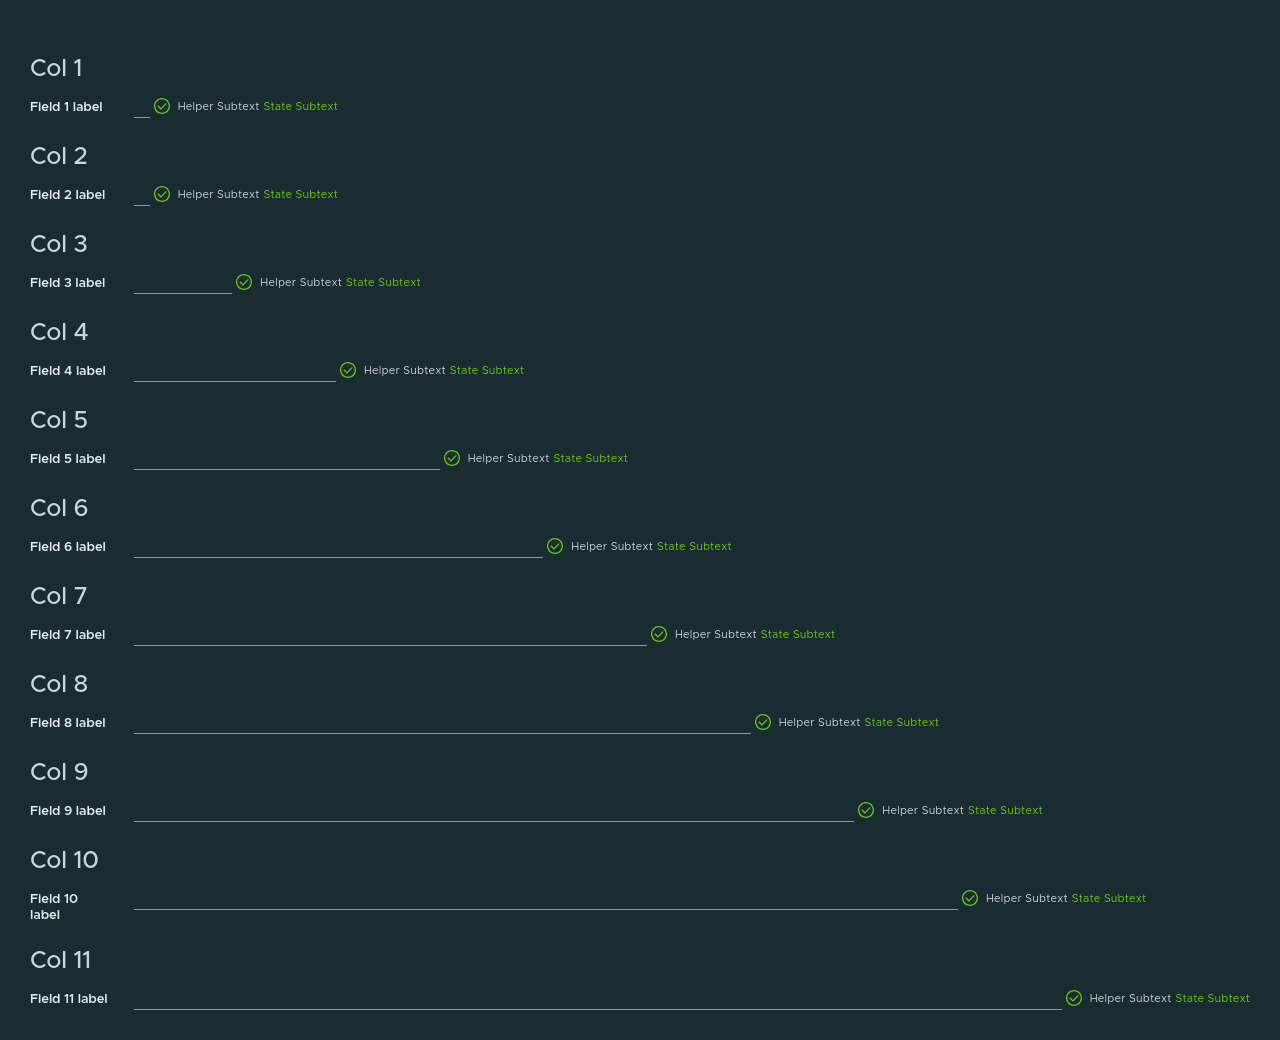 Col 1
Field 1 label Helper Subtext State Subtext
Col 2
Field 2 label Helper Subtext State Subtext
Col 3
Field 3 label Helper Subtext State Subtext
Col 4
Field 4 label Helper Subtext State Subtext
Col 5
Field 5 label Helper Subtext State Subtext
Col 6
Field 6 label Helper Subtext State Subtext
Col 7
Field 7 label Helper Subtext State Subtext
Col 8
Field 8 label Helper Subtext State Subtext
Col 9
Field 9 label Helper Subtext State Subtext
Col 10
Field 10 Helper Subtext State Subtext
label
Col 11
Field 11 label Helper Subtext State Subtext